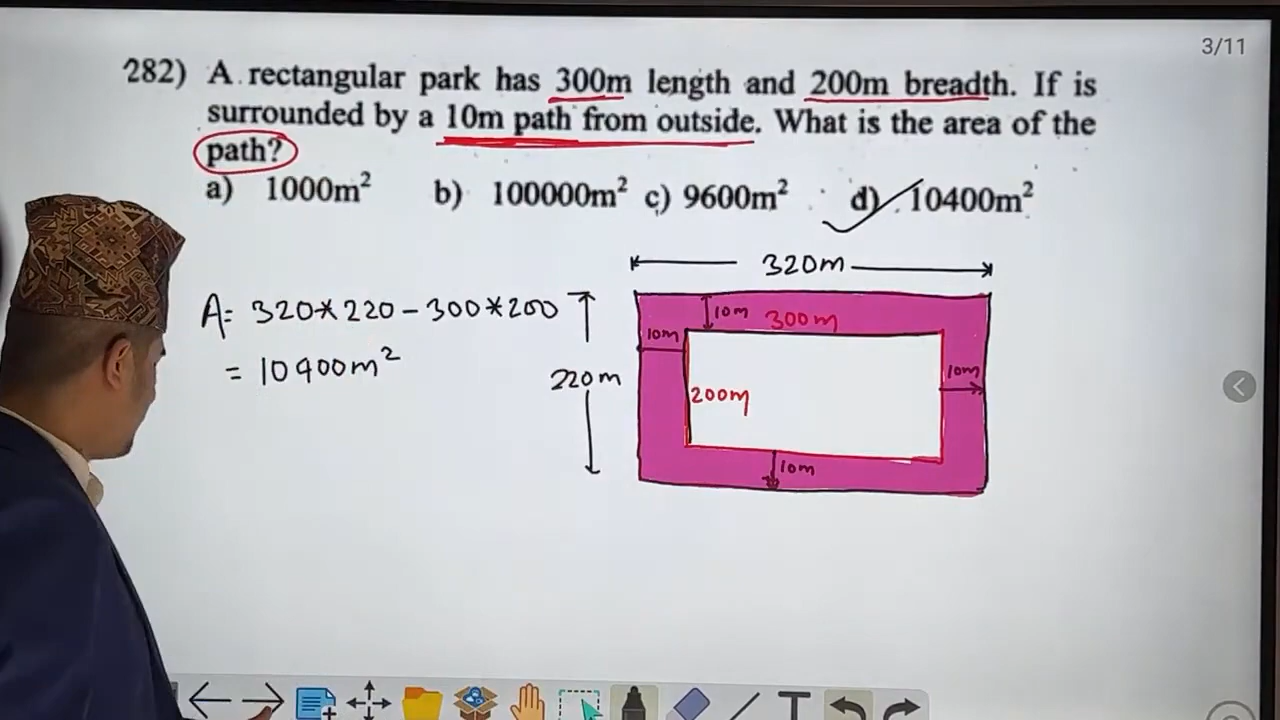 3/11
282) A rectangular park has 300m length and 200m breadth. If is
surrounded by a 10m path from outside. What is the area of the
path?
a) 1000m² b) 100000m² c) 9600m² d) 10400m²
320m
A= 320*220-300*200
= 10400m²
220m
10m
300m
10m
200m
10m
10m
T